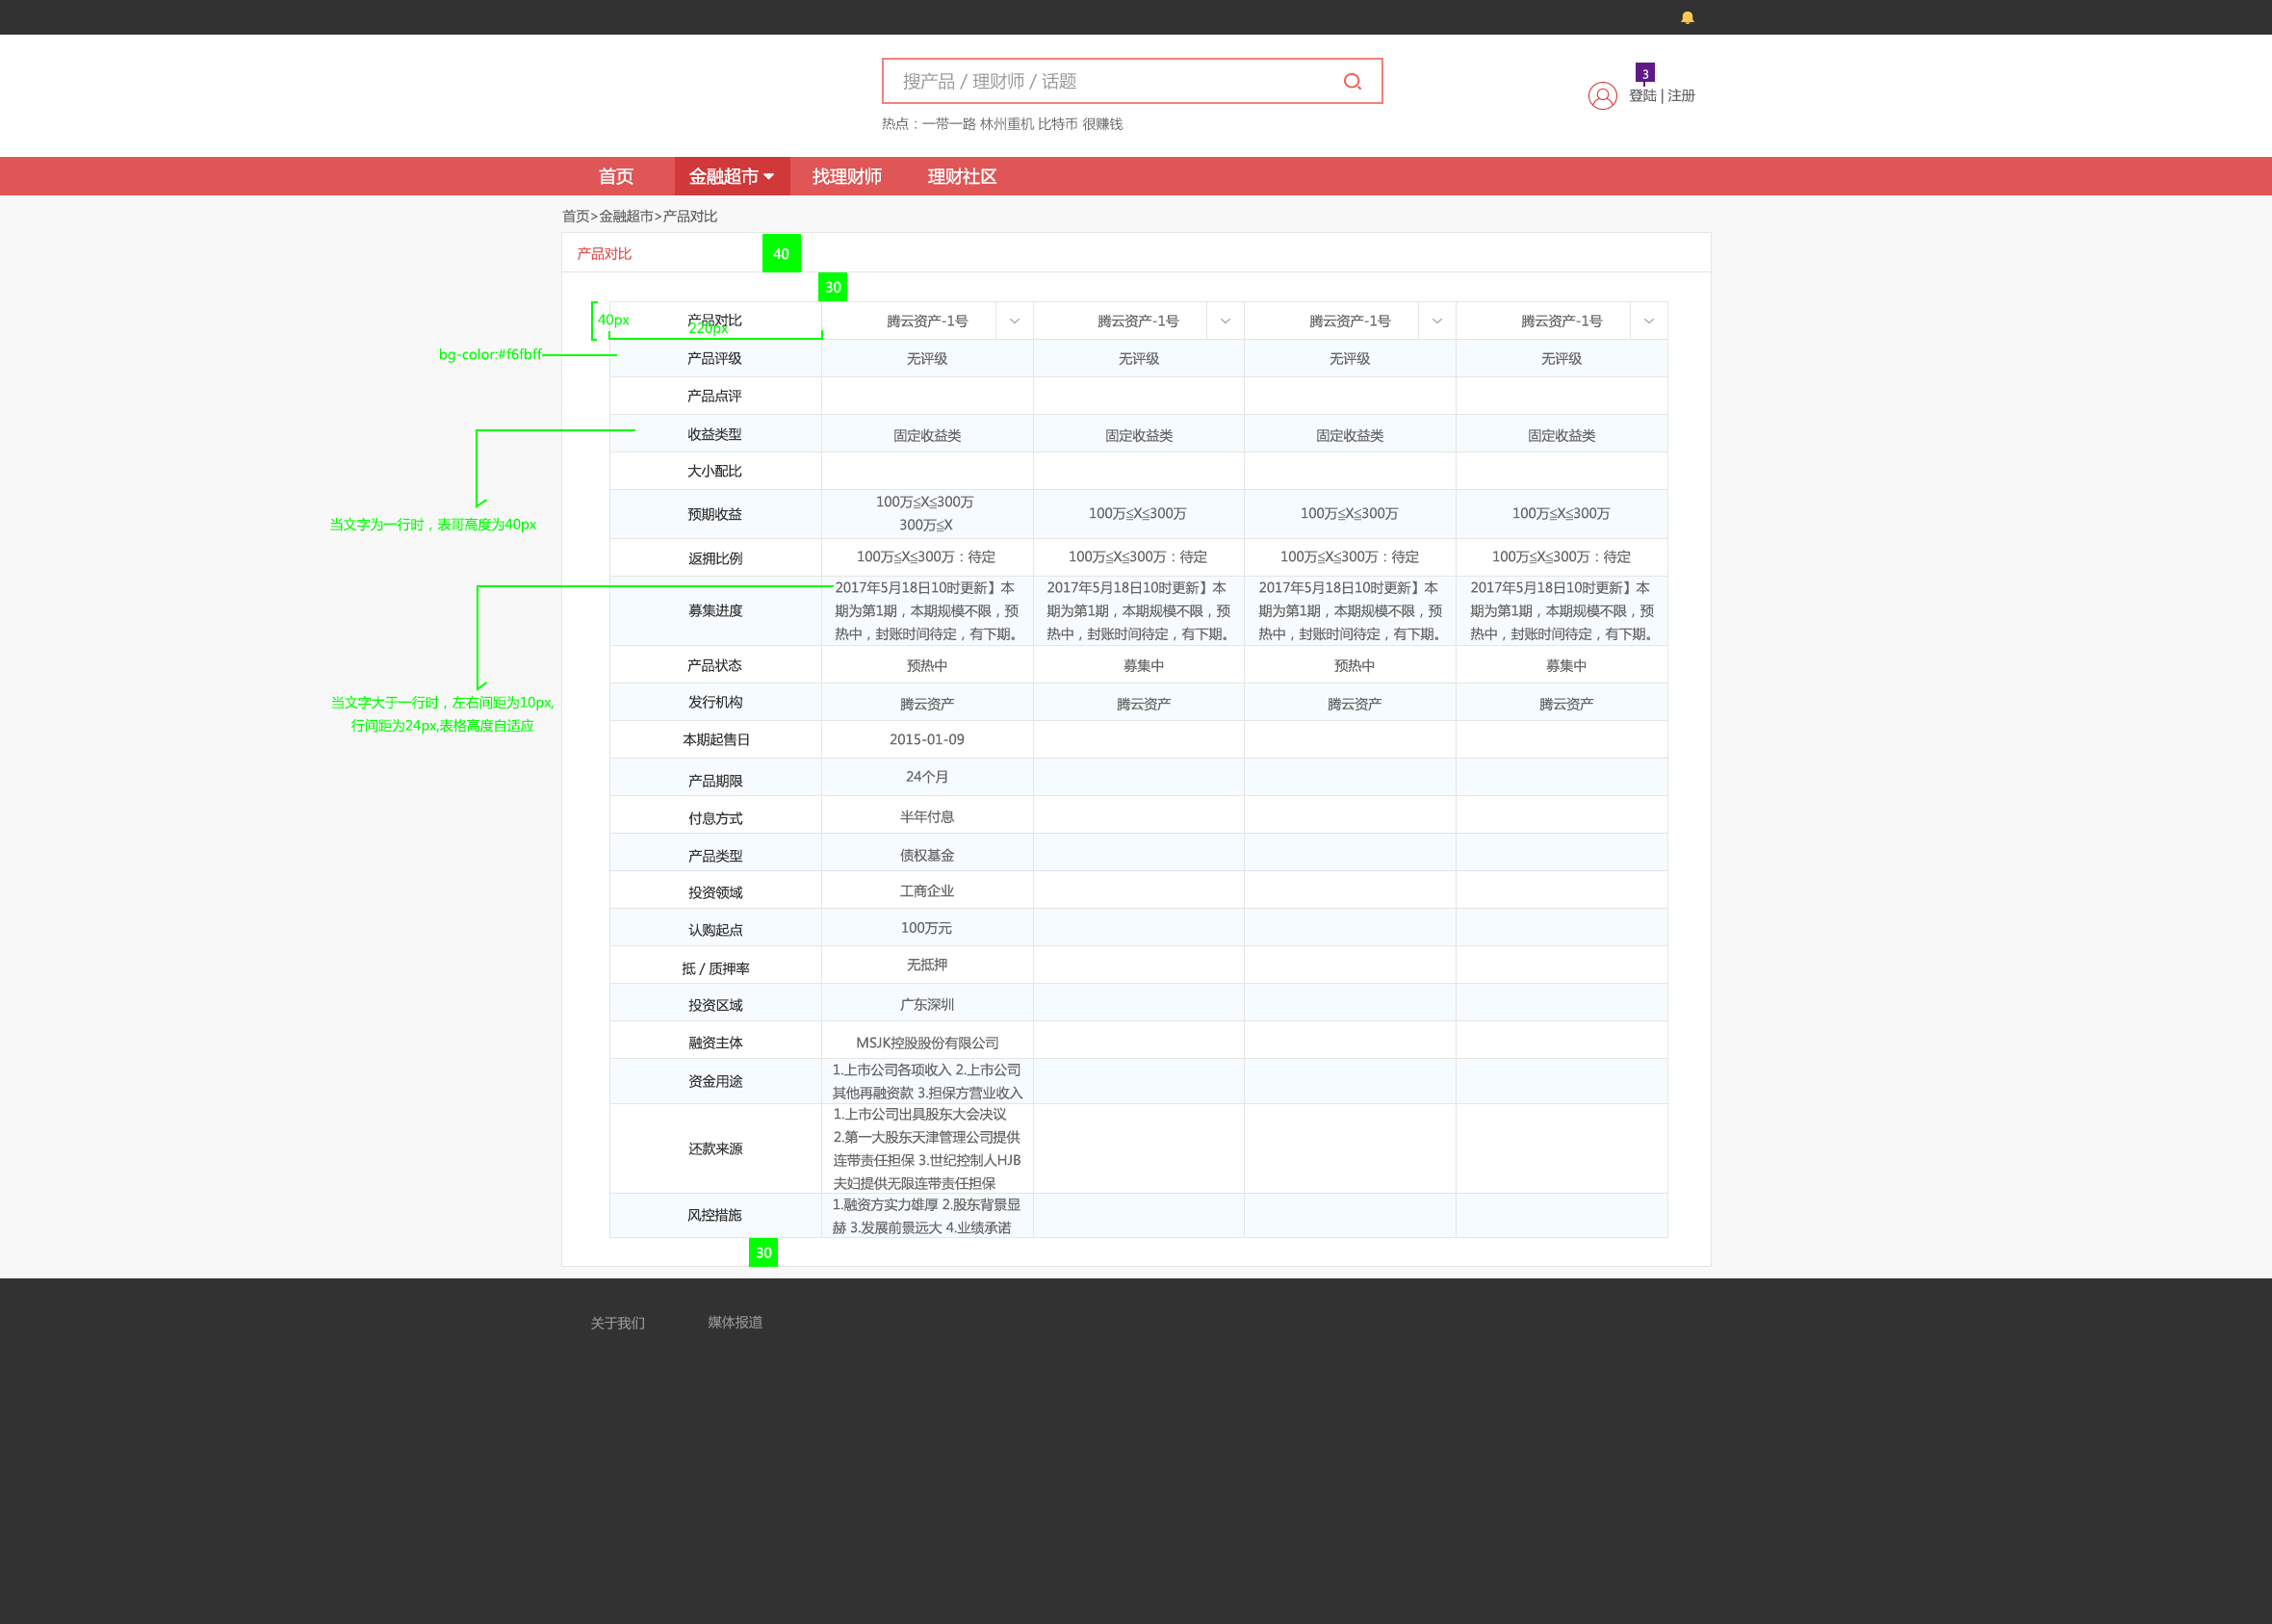 搜产品 / 理财师 / 话题
3
登陆 | 注册
热点：一带一路 林州重机 比特币 很赚钱
首页 金融超市 找理财师 理财社区
首页>金融超市>产品对比
产品对比 40
30
40px 产品对比 220px 腾云资产-1号 腾云资产-1号 腾云资产-1号 腾云资产-1号
bg-color:#f6fbff 产品评级 无评级 无评级 无评级 无评级
产品点评
收益类型 固定收益类 固定收益类 固定收益类 固定收益类
大小配比
当文字为一行时，表哥高度为40px
预期收益 100万≦X≦300万 100万≦X≦300万 100万≦X≦300万 100万≦X≦300万
300万≦X
返拥比例 100万≦X≦300万：待定 100万≦X≦300万：待定 100万≦X≦300万：待定 100万≦X≦300万：待定
2017年5月18日10时更新】本 2017年5月18日10时更新】本 2017年5月18日10时更新】本 2017年5月18日10时更新】本
募集进度 期为第1期，本期规模不限，预 期为第1期，本期规模不限，预 期为第1期，本期规模不限，预 期为第1期，本期规模不限，预
热中，封账时间待定，有下期。 热中，封账时间待定，有下期。 热中，封账时间待定，有下期。 热中，封账时间待定，有下期。
产品状态 预热中 募集中 预热中 募集中
当文字大于一行时，左右间距为10px,
行间距为24px,表格高度自适应
发行机构 腾云资产 腾云资产 腾云资产 腾云资产
本期起售日 2015-01-09
产品期限 24个月
付息方式 半年付息
产品类型 债权基金
投资领域 工商企业
认购起点 100万元
抵 / 质押率 无抵押
投资区域 广东深圳
融资主体 MSJK控股股份有限公司
资金用途 1.上市公司各项收入 2.上市公司
其他再融资款 3.担保方营业收入
还款来源 1.上市公司出具股东大会决议
2.第一大股东天津管理公司提供
连带责任担保 3.世纪控制人HJB
夫妇提供无限连带责任担保
风控措施 1.融资方实力雄厚 2.股东背景显
赫 3.发展前景远大 4.业绩承诺
30
关于我们 媒体报道